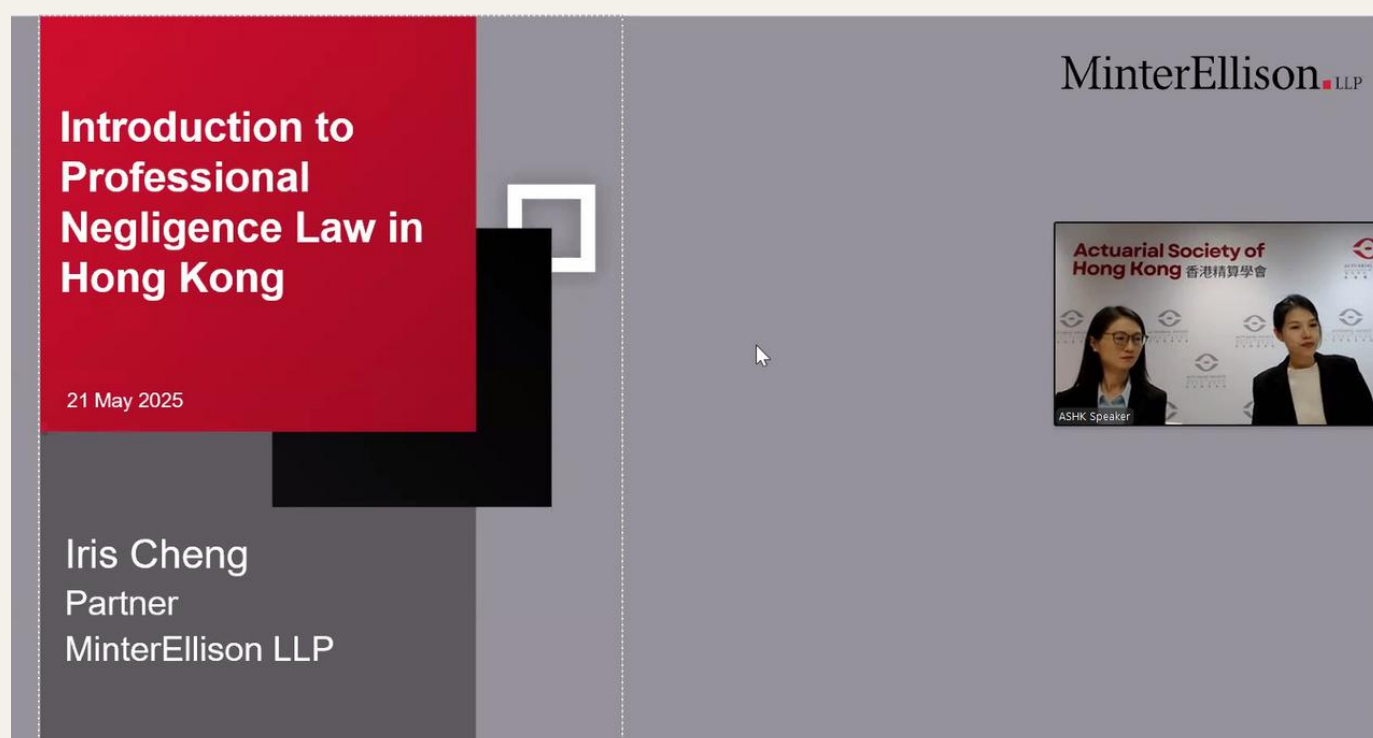 Introduction to
Professional
Negligence Law in
Hong Kong
21 May 2025
Iris Cheng
Partner
MinterEllison LLP
MinterEllison.LLP
Actuarial Society of
Hong Kong 香港精算學會
ASHK Speaker